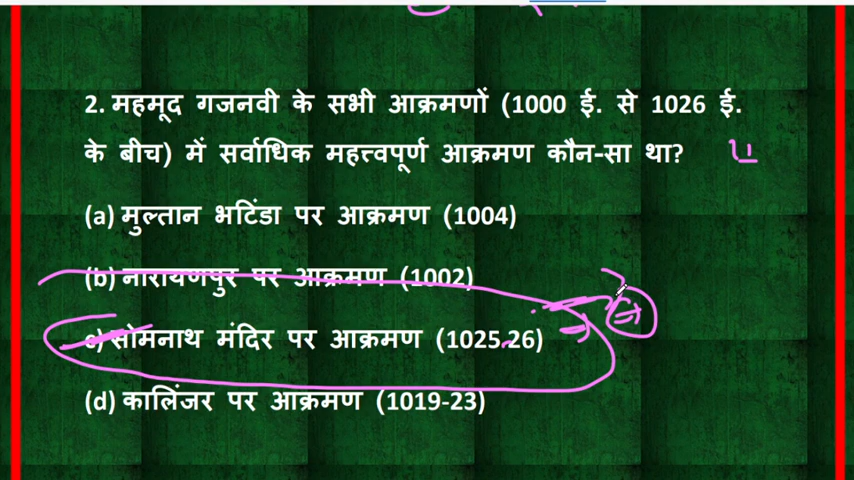 2. महमूद गजनवी के सभी आक्रमणों (1000 ई. से 1026 ई.
के बीच) में सर्वाधिक महत्त्वपूर्ण आक्रमण कौन-सा था?
(a) मुल्तान भटिंडा पर आक्रमण (1004)
(b) नारायणपुर पर आक्रमण (1002)
c) सोमनाथ मंदिर पर आक्रमण (1025-26)
(d) कालिंजर पर आक्रमण (1019-23)